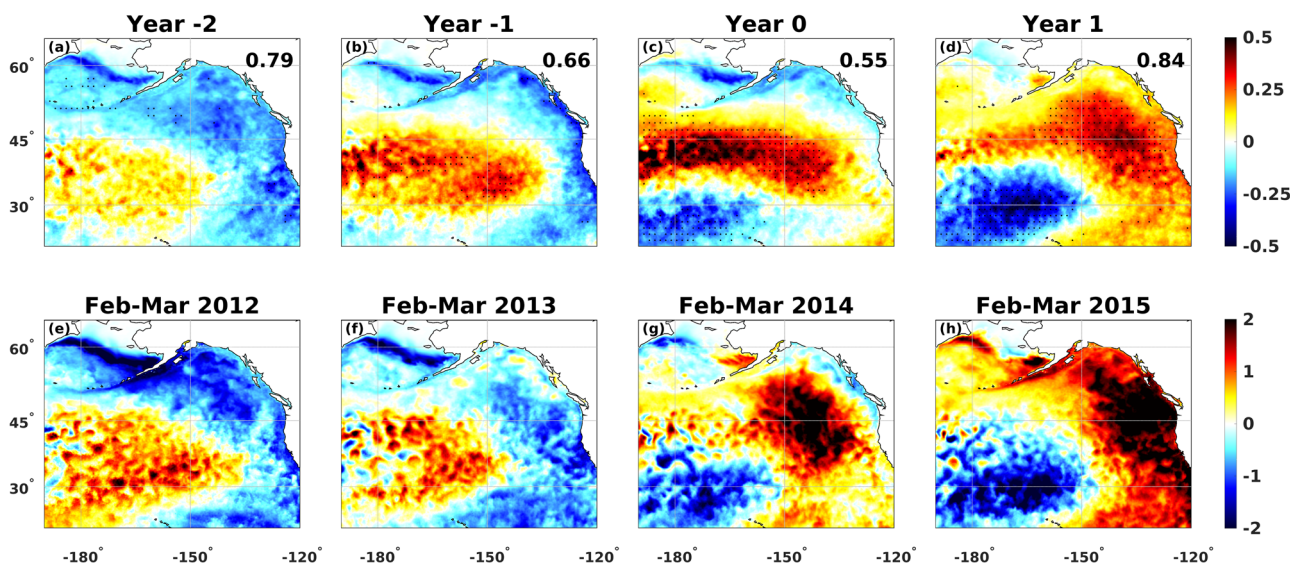 Year -2 Year -1 Year 0 Year 1
(a) 0.79 (b) 0.66 (c) 0.55 (d) 0.84
60° 45° 30°
0.5 0.25 0 -0.25 -0.5
Feb-Mar 2012 Feb-Mar 2013 Feb-Mar 2014 Feb-Mar 2015
(e) (f) (g) (h)
60° 45° 30°
2 1 0 -1 -2
-180° -150° -120° -180° -150° -120° -180° -150° -120° -180° -150° -120°